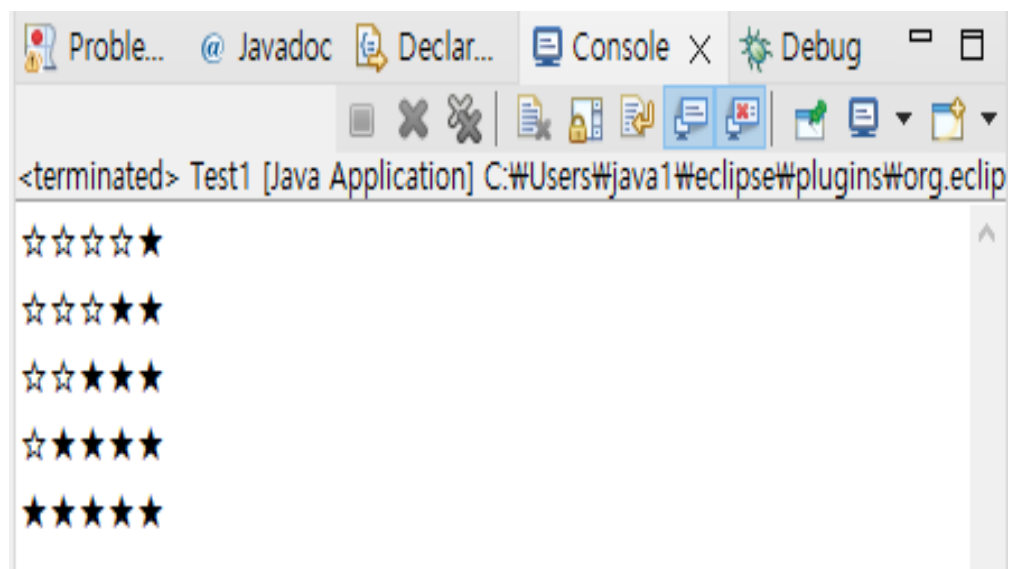 Proble... @ Javadoc Declar... Console Debug
<terminated> Test1 [Java Application] C:₩Users₩java1₩eclipse₩plugins₩org.eclip
☆☆☆☆★
☆☆☆★★
☆☆★★★
☆★★★★
★★★★★